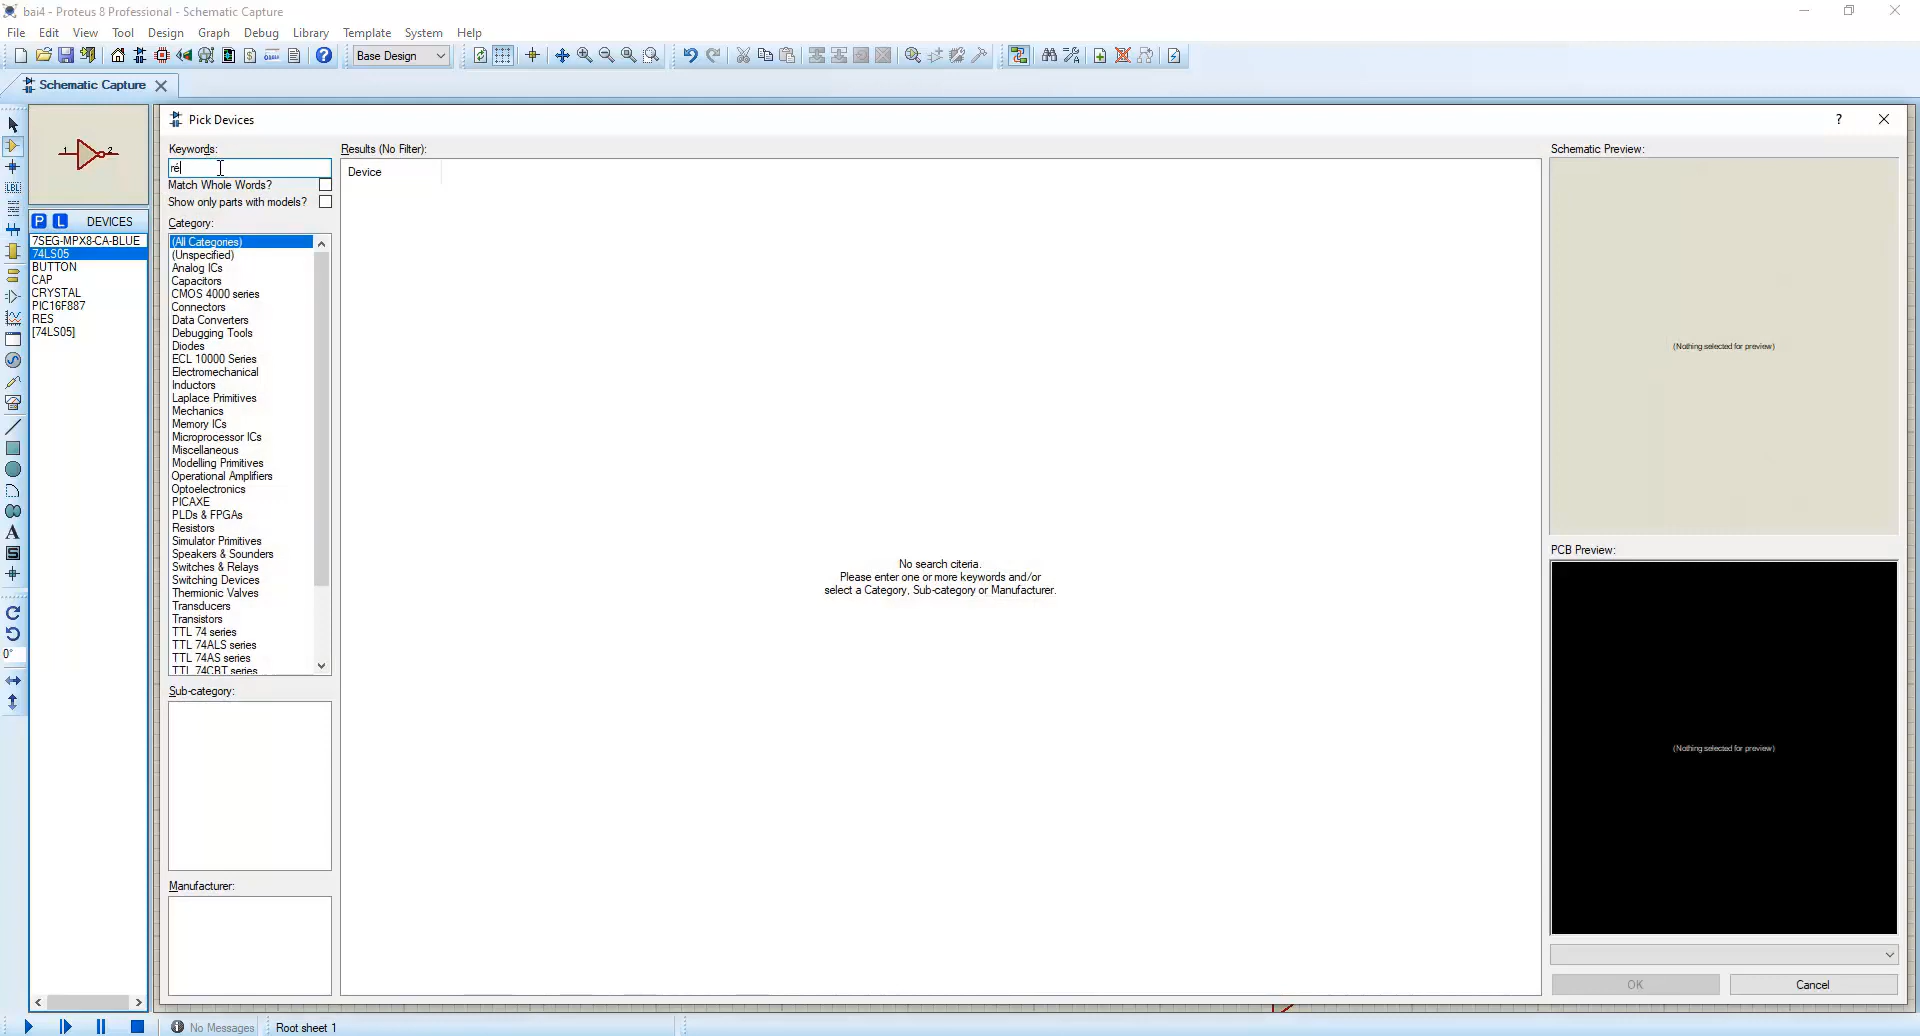 bai4 - Proteus 8 Professional - Schematic Capture
File Edit View Tool Design Graph Debug Library Template System Help
Base Design
Schematic Capture
Pick Devices
?
Keywords:
ré
Match Whole Words?
Show only parts with models?
Category:
(All Categories)
(Unspecified)
Analog ICs
Capacitors
CMOS 4000 series
Connectors
Data Converters
Debugging Tools
Diodes
ECL 10000 Series
Electromechanical
Inductors
Laplace Primitives
Mechanics
Memory ICs
Microprocessor ICs
Miscellaneous
Modelling Primitives
Operational Amplifiers
Optoelectronics
PICAXE
PLDs & FPGAs
Resistors
Simulator Primitives
Speakers & Sounders
Switches & Relays
Switching Devices
Thermionic Valves
Transducers
Transistors
TTL 74 series
TTL 74ALS series
TTL 74AS series
TTL 74CBT series
Sub-category:
Manufacturer:
Results (No Filter):
Device
No search citeria.
Please enter one or more keywords and/or
select a Category, Sub-category or Manufacturer.
Schematic Preview:
(Nothing selected for preview)
PCB Preview:
(Nothing selected for preview)
OK Cancel
1 2
P L DEVICES
7SEG-MPX8-CA-BLUE
74LS05
BUTTON
CAP
CRYSTAL
PIC16F887
RES
[74LS05]
LBL
A
S
0°
No Messages Root sheet 1